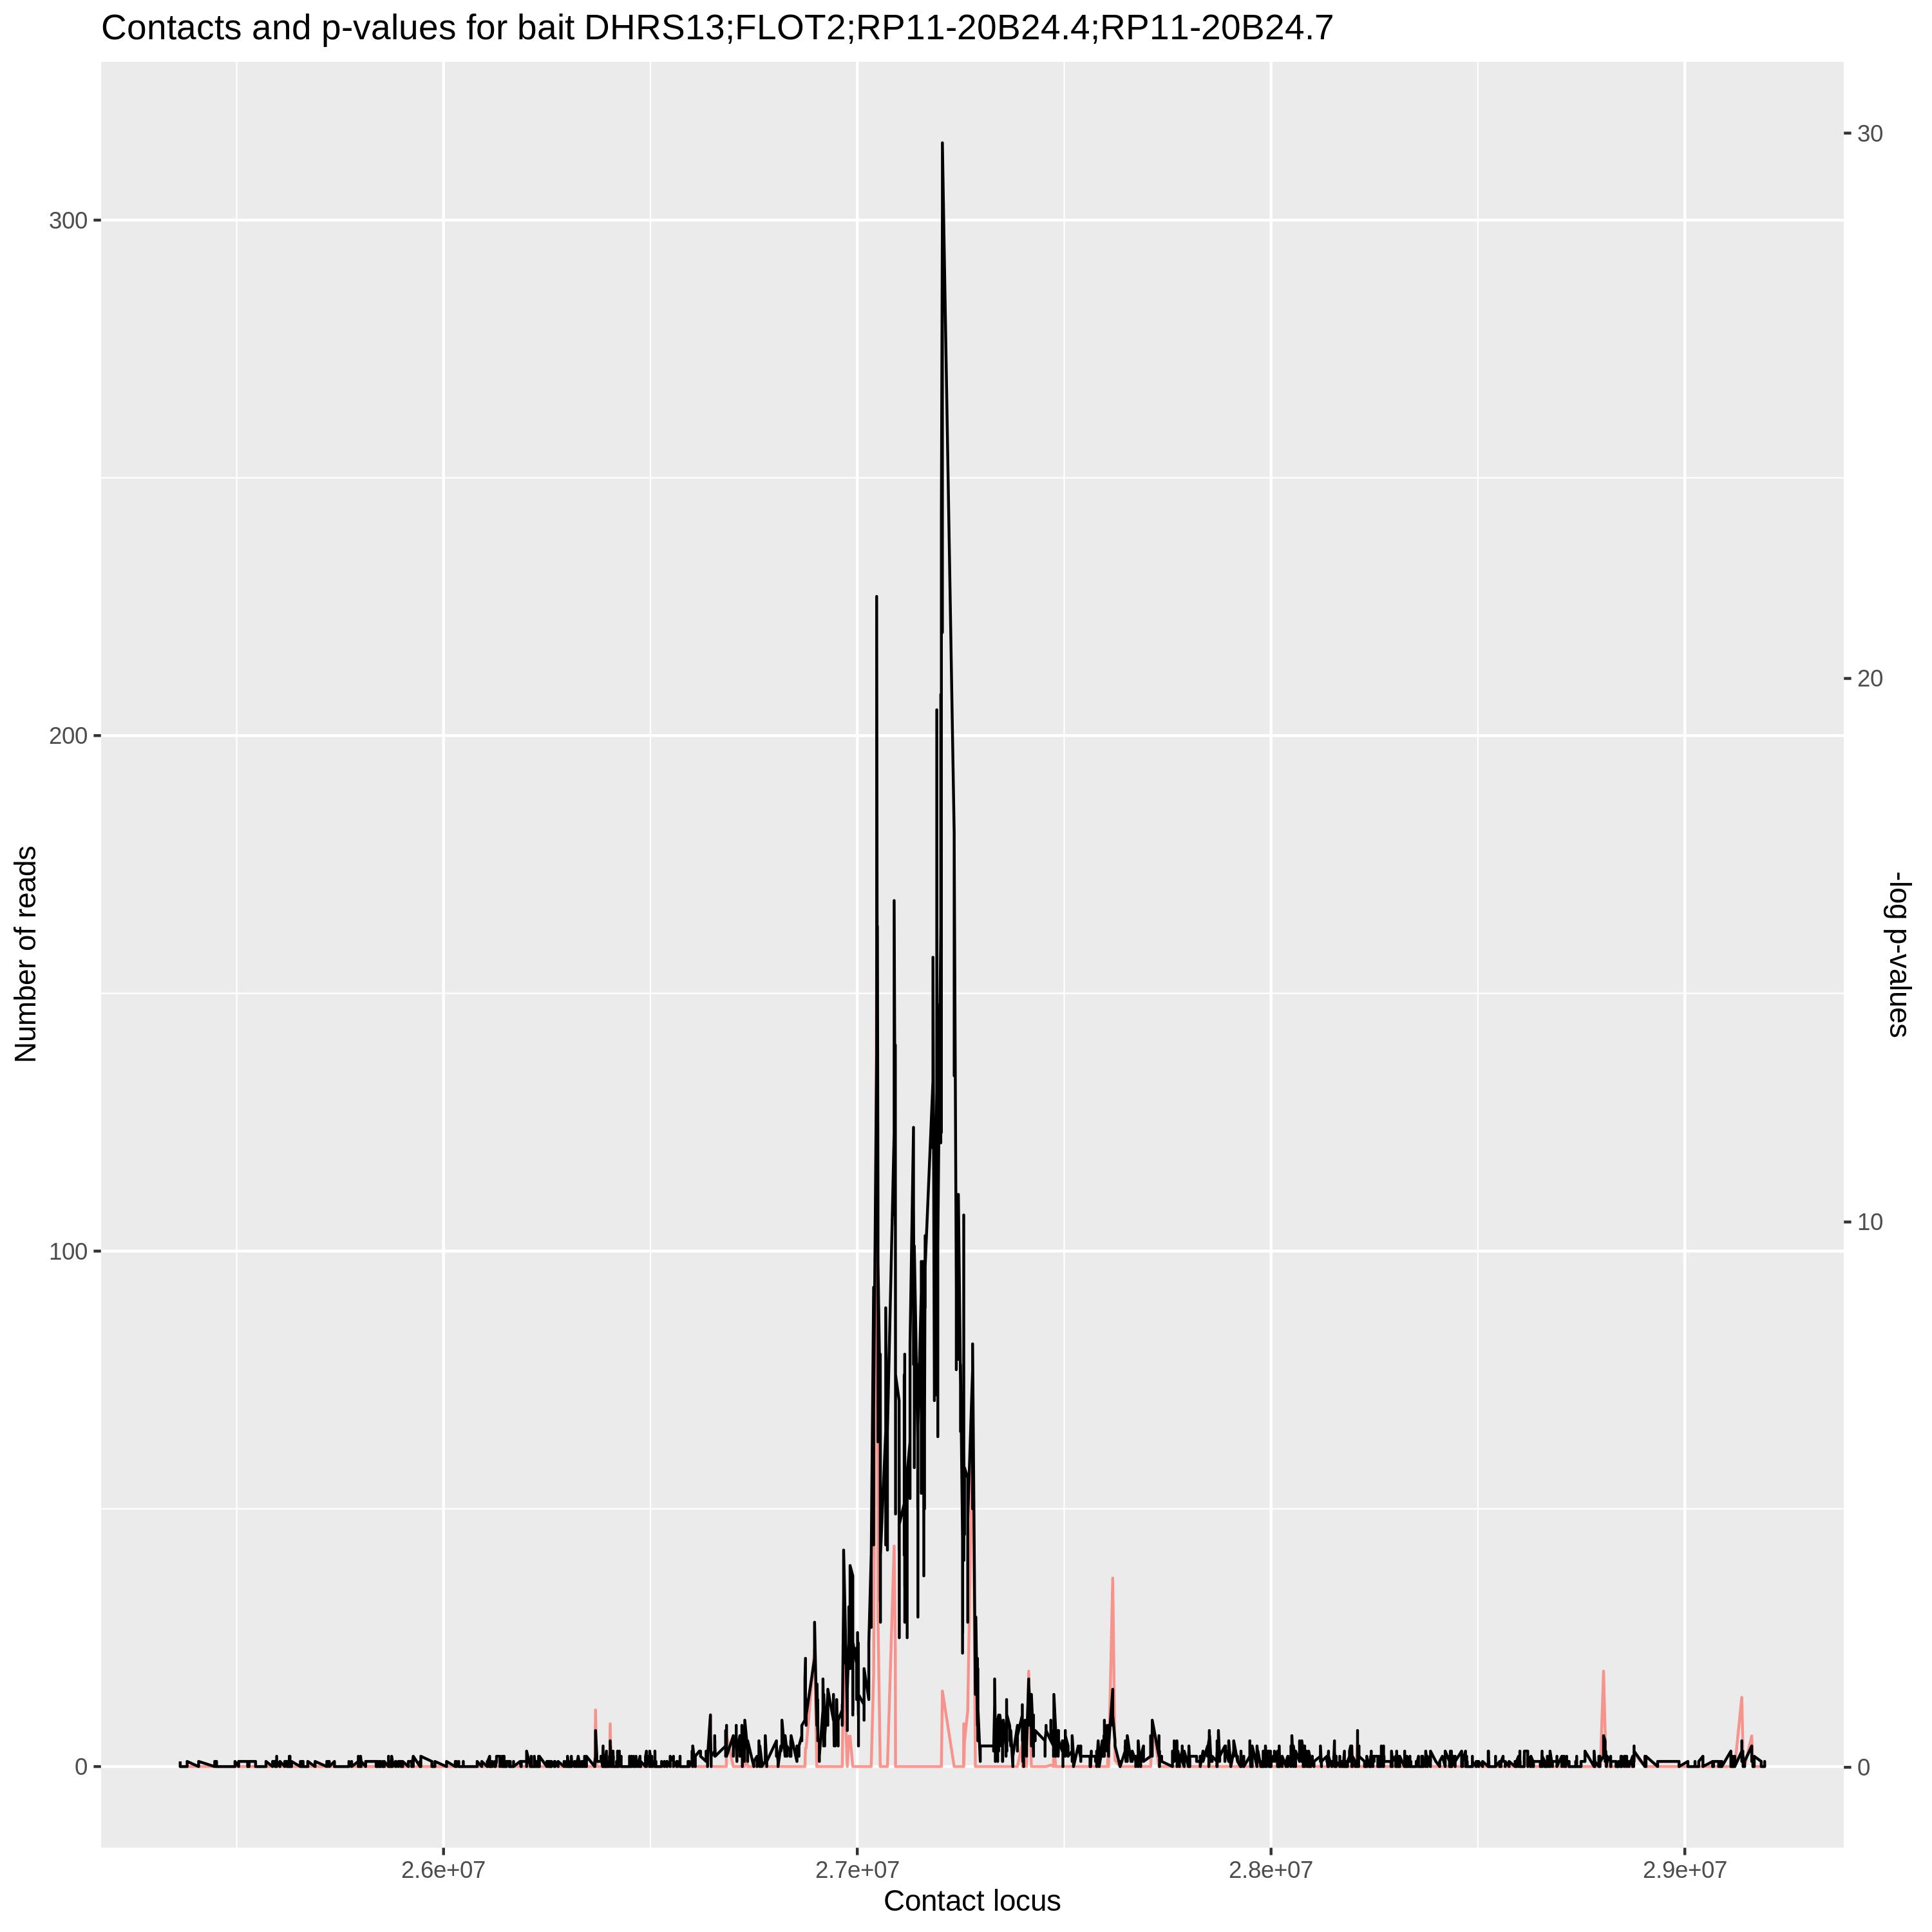 Contacts and p-values for bait DHRS13;FLOT2;RP11-20B24.4;RP11-20B24.7
300
200
100
0
Number of reads
30
20
10
0
-log p-values
2.6e+07
2.7e+07
2.8e+07
2.9e+07
Contact locus